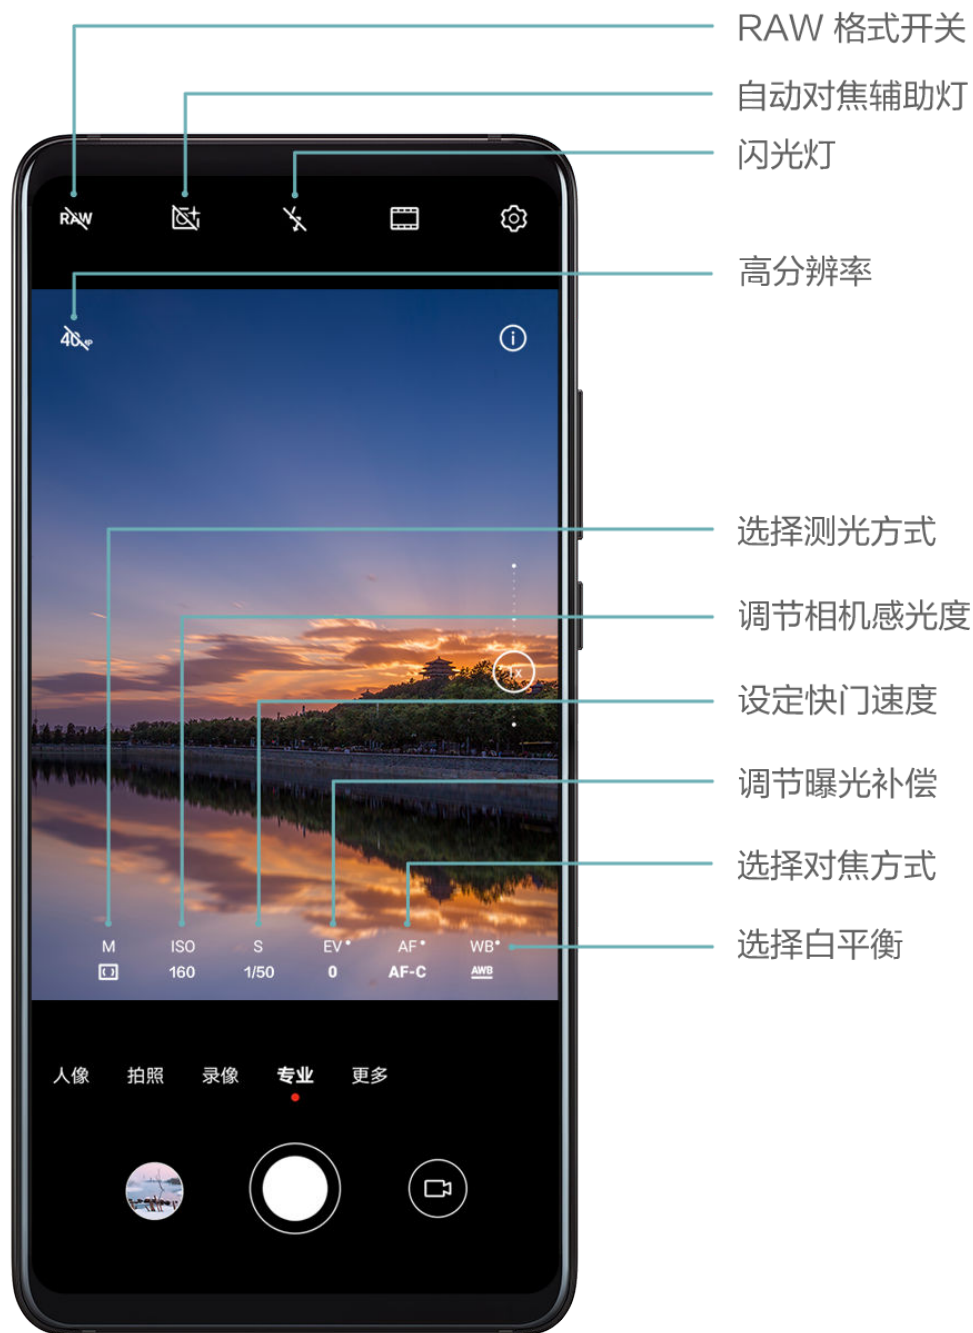 RAW 格式开关
自动对焦辅助灯
闪光灯
RAW
高分辨率
选择测光方式
调节相机感光度
1x
设定快门速度
调节曝光补偿
选择对焦方式
M ISO S EV AF WB
选择白平衡
160 1/50 0 AF-C AWB
人像 拍照 录像 专业 更多